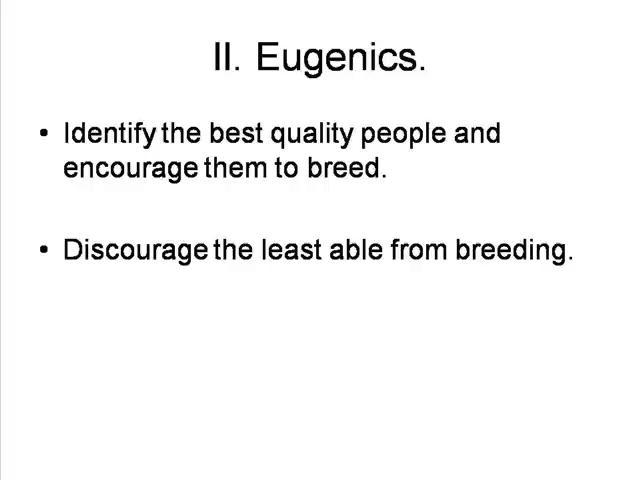 II. Eugenics.
• Identify the best quality people and
encourage them to breed.
• Discourage the least able from breeding.